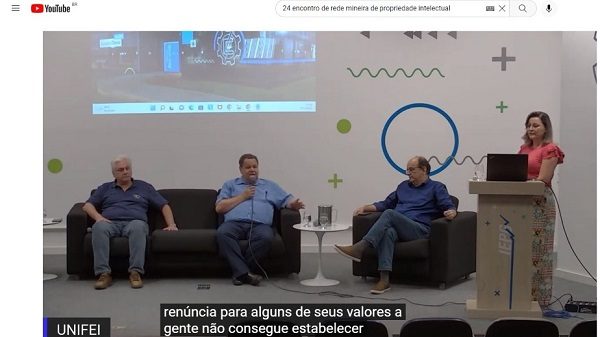 YouTube BR
24 encontro de rede mineira de propriedade intelectual
renúncia para alguns de seus valores a
gente não consegue estabelecer
UNIFEI